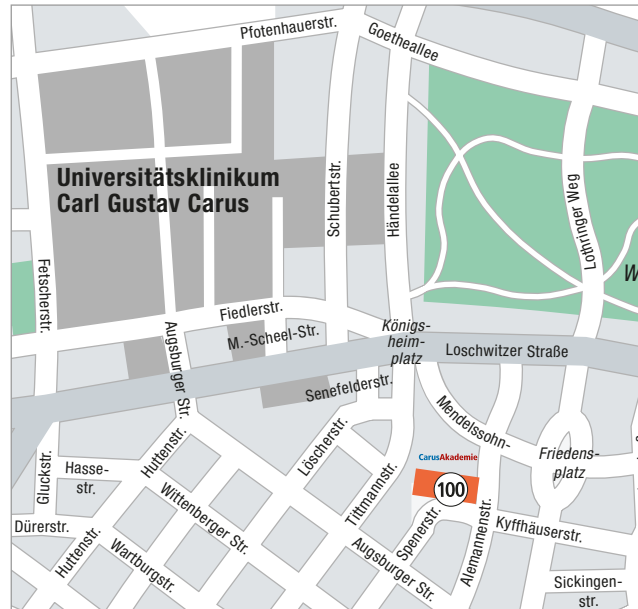 Pfotenhauerstr.
Goetheallee
Universitätsklinikum
Carl Gustav Carus
Schubertstr.
Händelallee
Lothringer Weg
W
Fetscherstr.
Fiedlerstr.
Augsburger Str.
M.-Scheel-Str.
Königs-
heim-
platz
Loschwitzer Straße
Senefelderstr.
Mendelssohn-
Friedens-
platz
CarusAkademie
100
Gluckstr.
Hasse-
str.
Huttenstr.
Löscherstr.
Tittmannstr.
Wittenberger Str.
Spenerstr.
Alemannenstr.
Kyffhäuserstr.
Dürerstr.
Huttenstr.
Wartburgstr.
Augsburger Str.
Sickingen-
str.